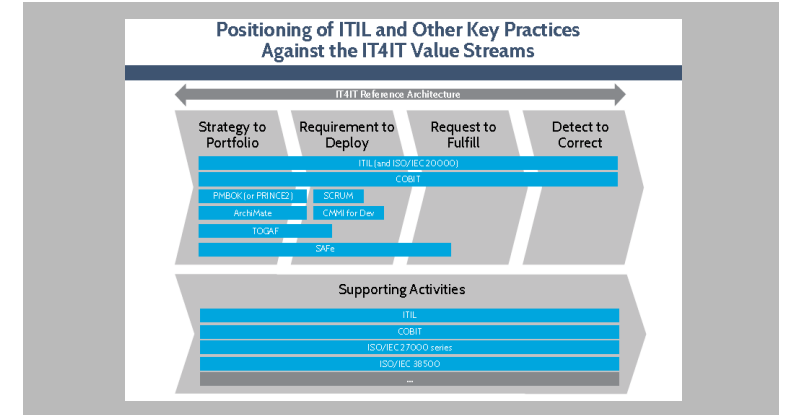 Positioning of ITIL and Other Key Practices
Against the IT4IT Value Streams
IT4IT Reference Architecture
Strategy to
Portfolio
Requirement to
Deploy
Request to
Fulfill
Detect to
Correct
ITIL (and ISO/IEC 20000)
COBIT
PMBOK (or PRINCE2)
SCRUM
ArchiMate
CMMI for Dev
TOGAF
SAFe
Supporting Activities
ITIL
COBIT
ISO/IEC 27000 series
ISO/IEC 38500
...